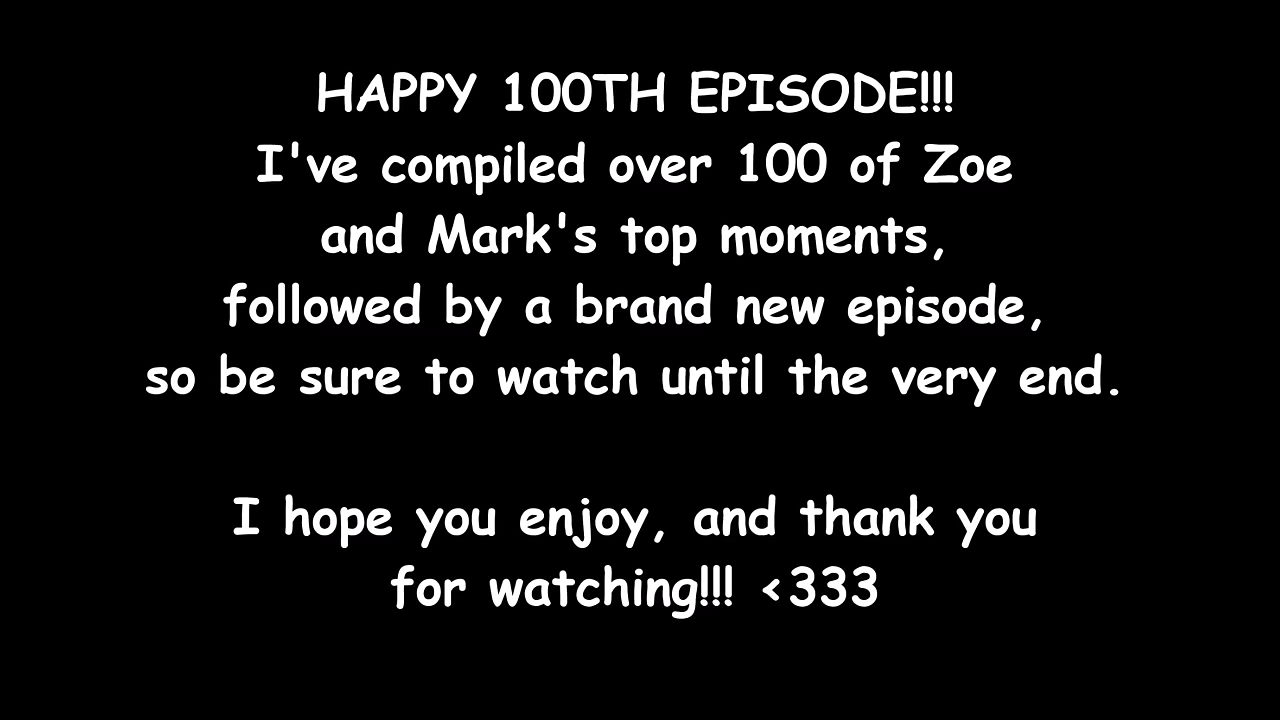 HAPPY 100TH EPISODE!!!
I've compiled over 100 of Zoe
and Mark's top moments,
followed by a brand new episode,
so be sure to watch until the very end.
I hope you enjoy, and thank you
for watching!!! <333